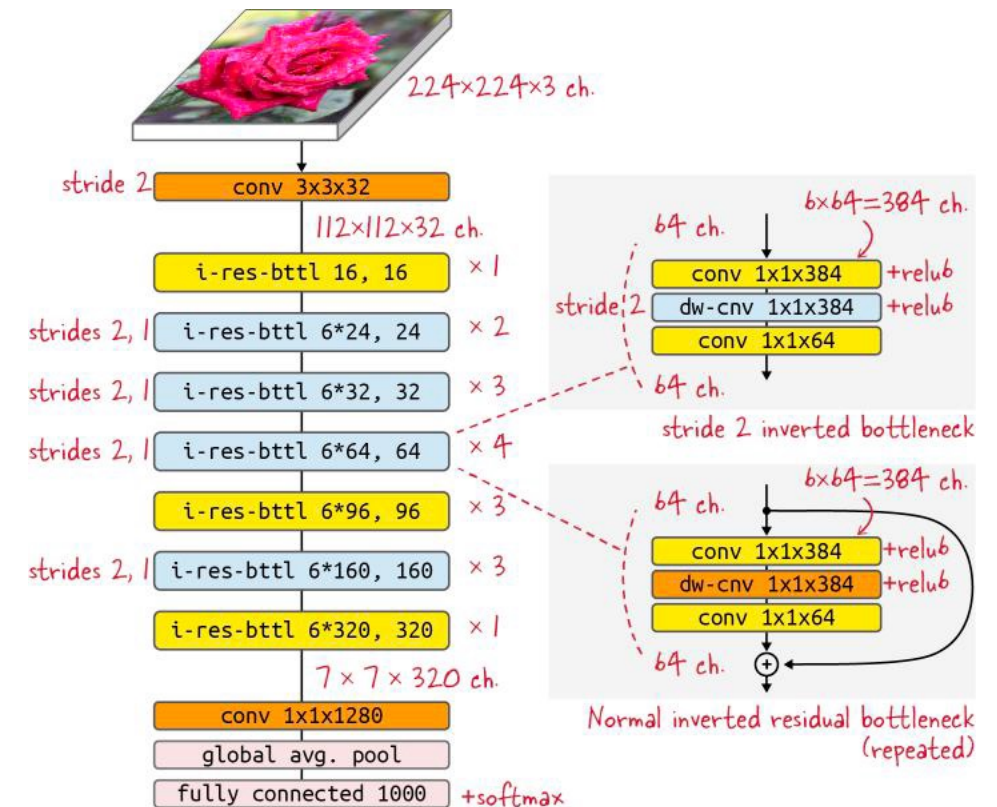 224×224×3 ch.
stride 2
conv 3x3x32
112×112×32 ch.
i-res-bttl 16, 16
×1
strides 2, 1
i-res-bttl 6*24, 24
×2
strides 2, 1
i-res-bttl 6*32, 32
×3
strides 2, 1
i-res-bttl 6*64, 64
×4
i-res-bttl 6*96, 96
×3
strides 2, 1
i-res-bttl 6*160, 160
×3
i-res-bttl 6*320, 320
×1
7×7×320 ch.
conv 1x1x1280
global avg. pool
fully connected 1000
+softmax
64 ch.
6×64=384 ch.
conv 1x1x384
+relu6
stride 2
dw-cnv 1x1x384
+relu6
conv 1x1x64
64 ch.
stride 2 inverted bottleneck
6×64=384 ch.
64 ch.
conv 1x1x384
+relu6
dw-cnv 1x1x384
+relu6
conv 1x1x64
64 ch.
+
Normal inverted residual bottleneck
(repeated)